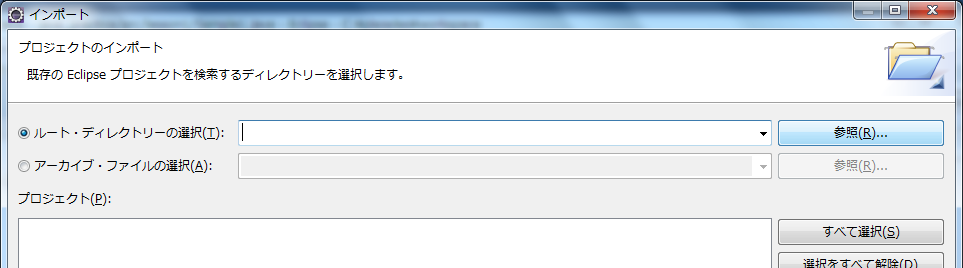 インポート
プロジェクトのインポート
既存の Eclipse プロジェクトを検索するディレクトリーを選択します。
ルート・ディレクトリーの選択(T): 参照(R)...
アーカイブ・ファイルの選択(A): 参照(R)...
プロジェクト(P):
すべて選択(S)
選択をすべて解除(D)